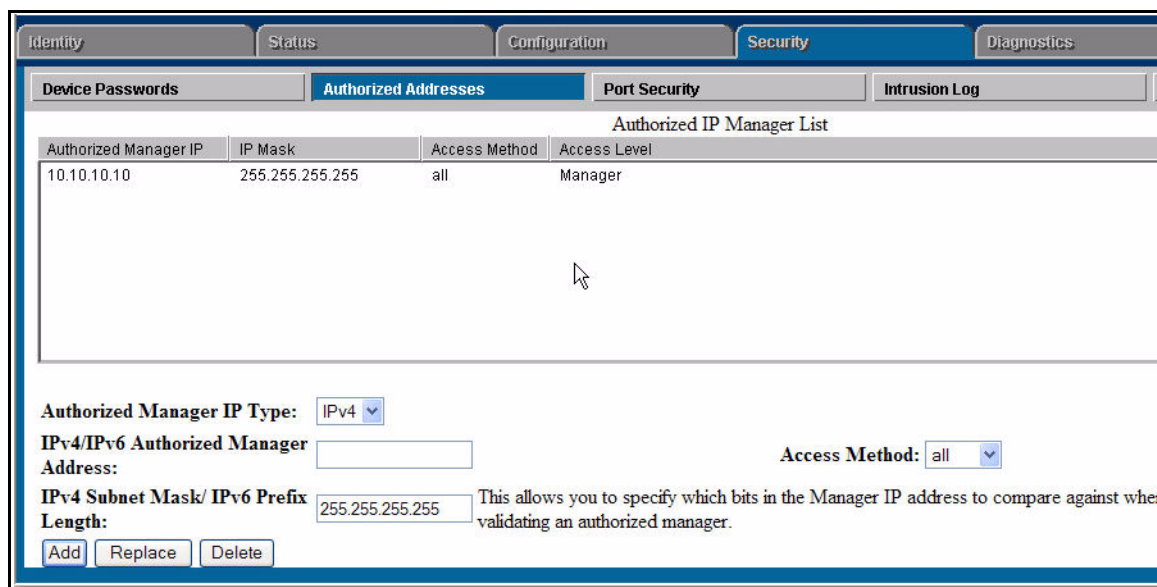 Identity Status Configuration Security Diagnostics
Device Passwords Authorized Addresses Port Security Intrusion Log
Authorized IP Manager List
Authorized Manager IP IP Mask Access Method Access Level
10.10.10.10 255.255.255.255 all Manager
Authorized Manager IP Type: IPv4
IPv4/IPv6 Authorized Manager
Address:
Access Method: all
IPv4 Subnet Mask/ IPv6 Prefix
Length:
255.255.255.255
This allows you to specify which bits in the Manager IP address to compare against
validating an authorized manager.
Add Replace Delete